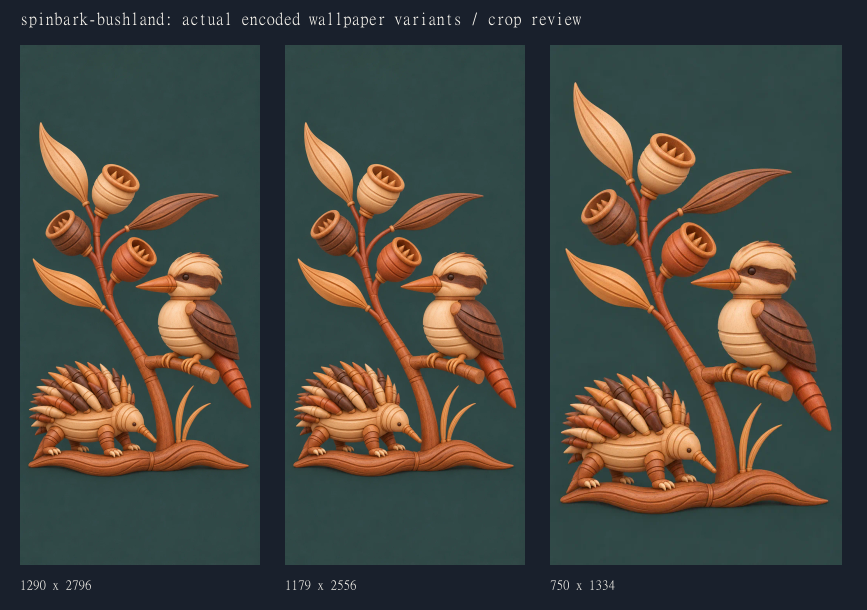 spinbark-bushland: actual encoded wallpaper variants / crop review
1290 x 2796
1179 x 2556
750 x 1334